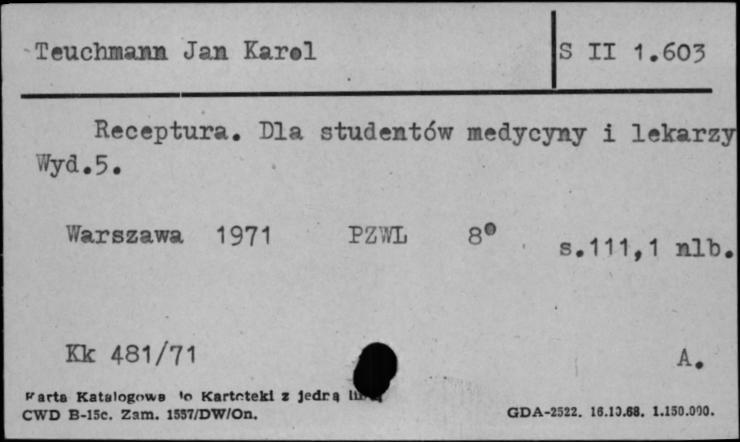 Teuchmann Jan Karol
S II 1.603
Receptura. Dla studentów medycyny i lekarzy
Wyd.5.
Warszawa 1971 PZWL 8° s.111,1 nlb.
Kk 481/71 A.
Karta Katalogowa do Kartoteki z jedrą
CWD B-15c. Zam. 1557/DW/On. GDA-2522. 16.10.68. 1.150.000.